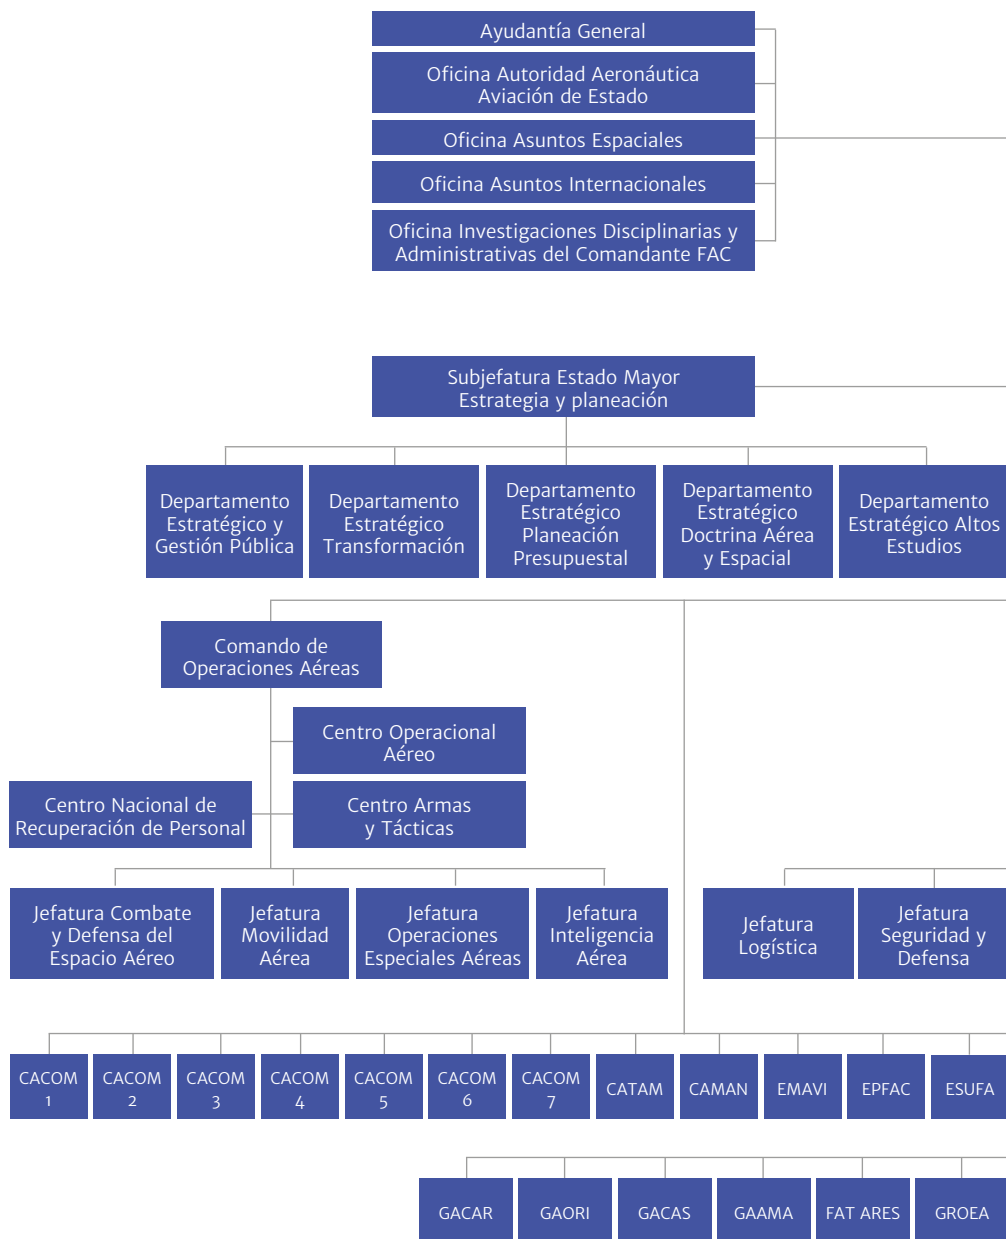 Ayudantía General
Oficina Autoridad Aeronáutica
Aviación de Estado
Oficina Asuntos Espaciales
Oficina Asuntos Internacionales
Oficina Investigaciones Disciplinarias y
Administrativas del Comandante FAC
Subjefatura Estado Mayor
Estrategia y planeación
Departamento
Estratégico y
Gestión Pública
Departamento
Estratégico
Transformación
Departamento
Estratégico
Planeación
Presupuestal
Departamento
Estratégico
Doctrina Aérea
y Espacial
Departamento
Estratégico Altos
Estudios
Comando de
Operaciones Aéreas
Centro Operacional
Aéreo
Centro Nacional de
Recuperación de Personal
Centro Armas
y Tácticas
Jefatura Combate
y Defensa del
Espacio Aéreo
Jefatura
Movilidad
Aérea
Jefatura
Operaciones
Especiales Aéreas
Jefatura
Inteligencia
Aérea
Jefatura
Logística
Jefatura
Seguridad y
Defensa
CACOM
1
CACOM
2
CACOM
3
CACOM
4
CACOM
5
CACOM
6
CACOM
7
CATAM
CAMAN
EMAVI
EPFAC
ESUFA
GACAR
GAORI
GACAS
GAAMA
FAT ARES
GROEA